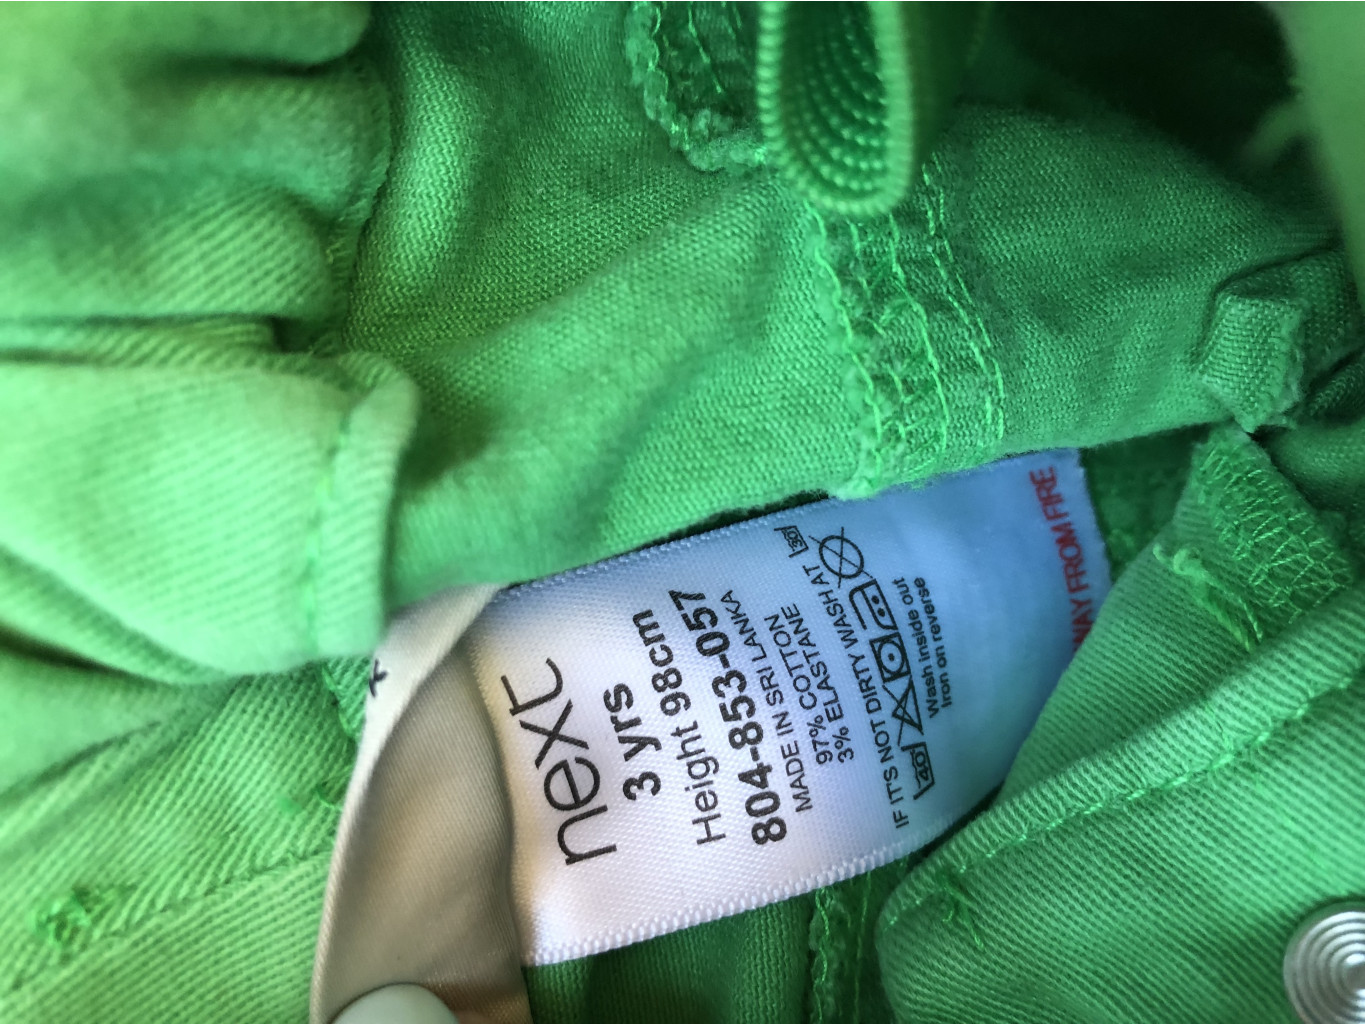 next
3 yrs
Height 98cm
804-853-057
MADE IN SRI LANKA
97% COTTON
3% ELASTANE
IF IT'S NOT DIRTY WASH AT 30
40
Wash inside out
Iron on reverse
WAY FROM FIRE